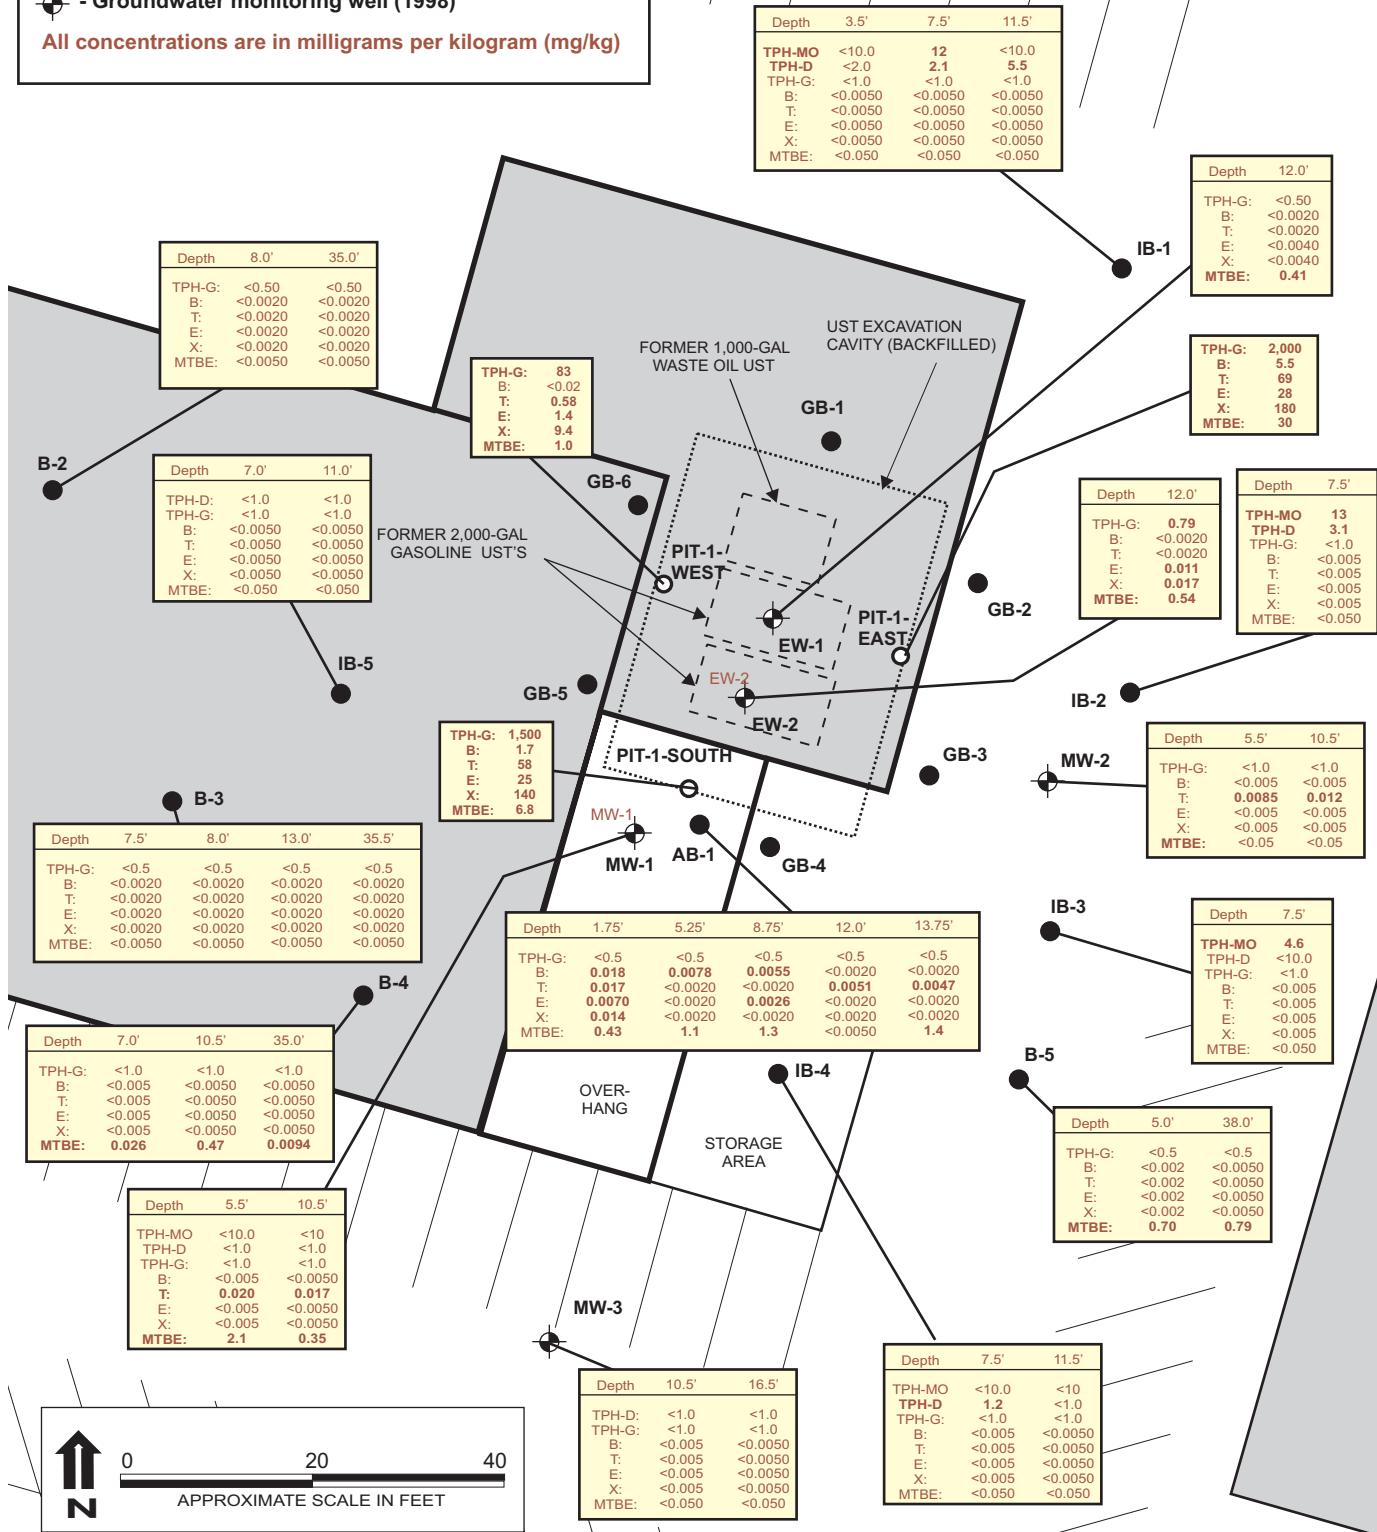 - Groundwater monitoring well (1998)
All concentrations are in milligrams per kilogram (mg/kg)
Depth 3.5' 7.5' 11.5'
TPH-MO <10.0 12 <10.0
TPH-D <2.0 2.1 5.5
TPH-G: <1.0 <1.0 <1.0
B: <0.0050 <0.0050 <0.0050
T: <0.0050 <0.0050 <0.0050
E: <0.0050 <0.0050 <0.0050
X: <0.0050 <0.0050 <0.0050
MTBE: <0.050 <0.050 <0.050
IB-1
Depth 12.0'
TPH-G: <0.50
B: <0.0020
T: <0.0020
E: <0.0040
X: <0.0040
MTBE: 0.41
Depth 8.0' 35.0'
TPH-G: <0.50 <0.50
B: <0.0020 <0.0020
T: <0.0020 <0.0020
E: <0.0020 <0.0020
X: <0.0020 <0.0020
MTBE: <0.0050 <0.0050
B-2
FORMER 1,000-GAL
WASTE OIL UST
UST EXCAVATION
CAVITY (BACKFILLED)
TPH-G: 83
B: <0.02
T: 0.58
E: 1.4
X: 9.4
MTBE: 1.0
TPH-G: 2,000
B: 5.5
T: 69
E: 28
X: 180
MTBE: 30
GB-1
GB-6
Depth 7.0' 11.0'
TPH-D: <1.0 <1.0
TPH-G: <1.0 <1.0
B: <0.0050 <0.0050
T: <0.0050 <0.0050
E: <0.0050 <0.0050
X: <0.0050 <0.0050
MTBE: <0.050 <0.050
IB-5
FORMER 2,000-GAL
GASOLINE UST'S
PIT-1-
WEST
EW-1
PIT-1-
EAST
GB-2
Depth 12.0'
TPH-G: 0.79
B: <0.0020
T: <0.0020
E: 0.011
X: 0.017
MTBE: 0.54
Depth 7.5'
TPH-MO 13
TPH-D 3.1
TPH-G: <1.0
B: <0.005
T: <0.005
E: <0.005
X: <0.005
MTBE: <0.050
IB-2
GB-5
EW-2
EW-2
TPH-G: 1,500
B: 1.7
T: 58
E: 25
X: 140
MTBE: 6.8
PIT-1-SOUTH
GB-3
MW-2
Depth 5.5' 10.5'
TPH-G: <1.0 <1.0
B: <0.005 <0.005
T: 0.0085 0.012
E: <0.005 <0.005
X: <0.005 <0.005
MTBE: <0.05 <0.05
B-3
Depth 7.5' 8.0' 13.0' 35.5'
TPH-G: <0.5 <0.5 <0.5 <0.5
B: <0.0020 <0.0020 <0.0020 <0.0020
T: <0.0020 <0.0020 <0.0020 <0.0020
E: <0.0020 <0.0020 <0.0020 <0.0020
X: <0.0020 <0.0020 <0.0020 <0.0020
MTBE: <0.0050 <0.0050 <0.0050 <0.0050
MW-1
MW-1
AB-1
GB-4
Depth 1.75' 5.25' 8.75' 12.0' 13.75'
TPH-G: <0.5 <0.5 <0.5 <0.5 <0.5
B: 0.018 0.0078 0.0055 <0.0020 <0.0020
T: 0.017 <0.0020 <0.0020 0.0051 0.0047
E: 0.0070 <0.0020 0.0026 <0.0020 <0.0020
X: 0.014 <0.0020 <0.0020 <0.0020 <0.0020
MTBE: 0.43 1.1 1.3 <0.0050 1.4
IB-3
Depth 7.5'
TPH-MO 4.6
TPH-D <10.0
TPH-G: <1.0
B: <0.005
T: <0.005
E: <0.005
X: <0.005
MTBE: <0.050
B-4
Depth 7.0' 10.5' 35.0'
TPH-G: <1.0 <1.0 <1.0
B: <0.005 <0.0050 <0.0050
T: <0.005 <0.0050 <0.0050
E: <0.005 <0.0050 <0.0050
X: <0.005 <0.0050 <0.0050
MTBE: 0.026 0.47 0.0094
OVER-
HANG
IB-4
STORAGE
AREA
B-5
Depth 5.0' 38.0'
TPH-G: <0.5 <0.5
B: <0.002 <0.0050
T: <0.002 <0.0050
E: <0.002 <0.0050
X: <0.002 <0.0050
MTBE: 0.70 0.79
Depth 5.5' 10.5'
TPH-MO <10.0 <10
TPH-D <1.0 <1.0
TPH-G: <1.0 <1.0
B: <0.005 <0.0050
T: 0.020 0.017
E: <0.005 <0.0050
X: <0.005 <0.0050
MTBE: 2.1 0.35
MW-3
Depth 10.5' 16.5'
TPH-D: <1.0 <1.0
TPH-G: <1.0 <1.0
B: <0.005 <0.0050
T: <0.005 <0.0050
E: <0.005 <0.0050
X: <0.005 <0.0050
MTBE: <0.050 <0.050
Depth 7.5' 11.5'
TPH-MO <10.0 <10
TPH-D 1.2 <1.0
TPH-G: <1.0 <1.0
B: <0.005 <0.0050
T: <0.005 <0.0050
E: <0.005 <0.0050
X: <0.005 <0.0050
MTBE: <0.050 <0.050
N
0 20 40
APPROXIMATE SCALE IN FEET